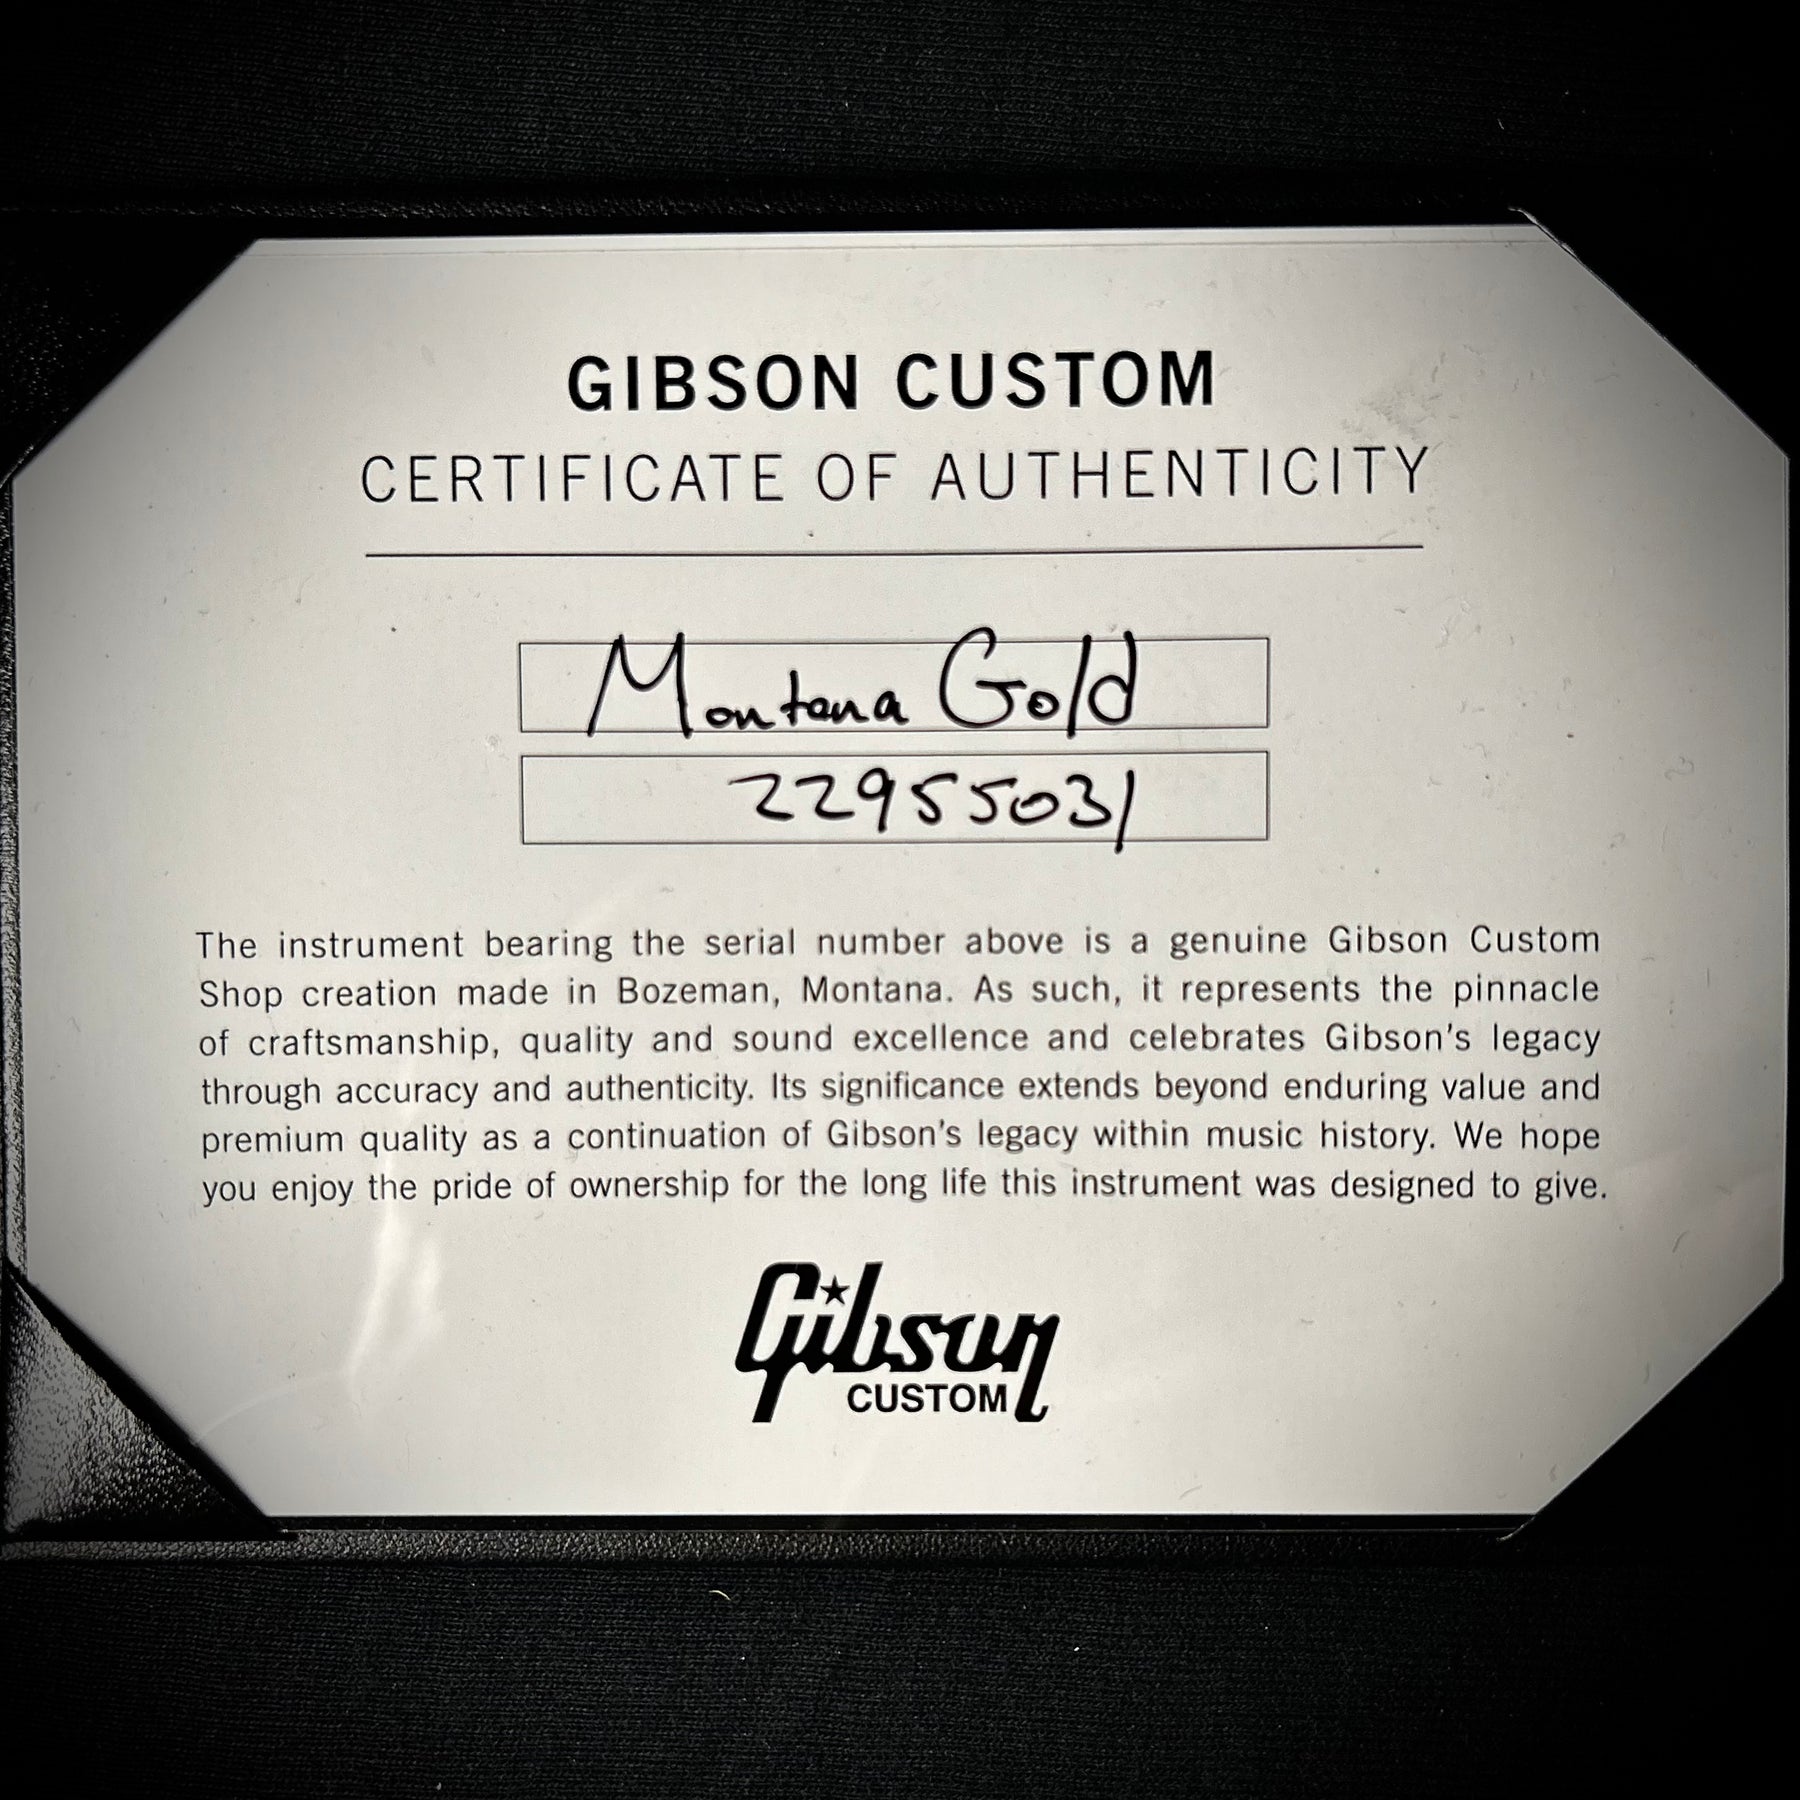 GIBSON CUSTOM
CERTIFICATE OF AUTHENTICITY
Montana Gold
22955031
The instrument bearing the serial number above is a genuine Gibson Custom
Shop creation made in Bozeman, Montana. As such, it represents the pinnacle
of craftsmanship, quality and sound excellence and celebrates Gibson's legacy
through accuracy and authenticity. Its significance extends beyond enduring value and
premium quality as a continuation of Gibson's legacy within music history. We hope
you enjoy the pride of ownership for the long life this instrument was designed to give.
Gibson
CUSTOM